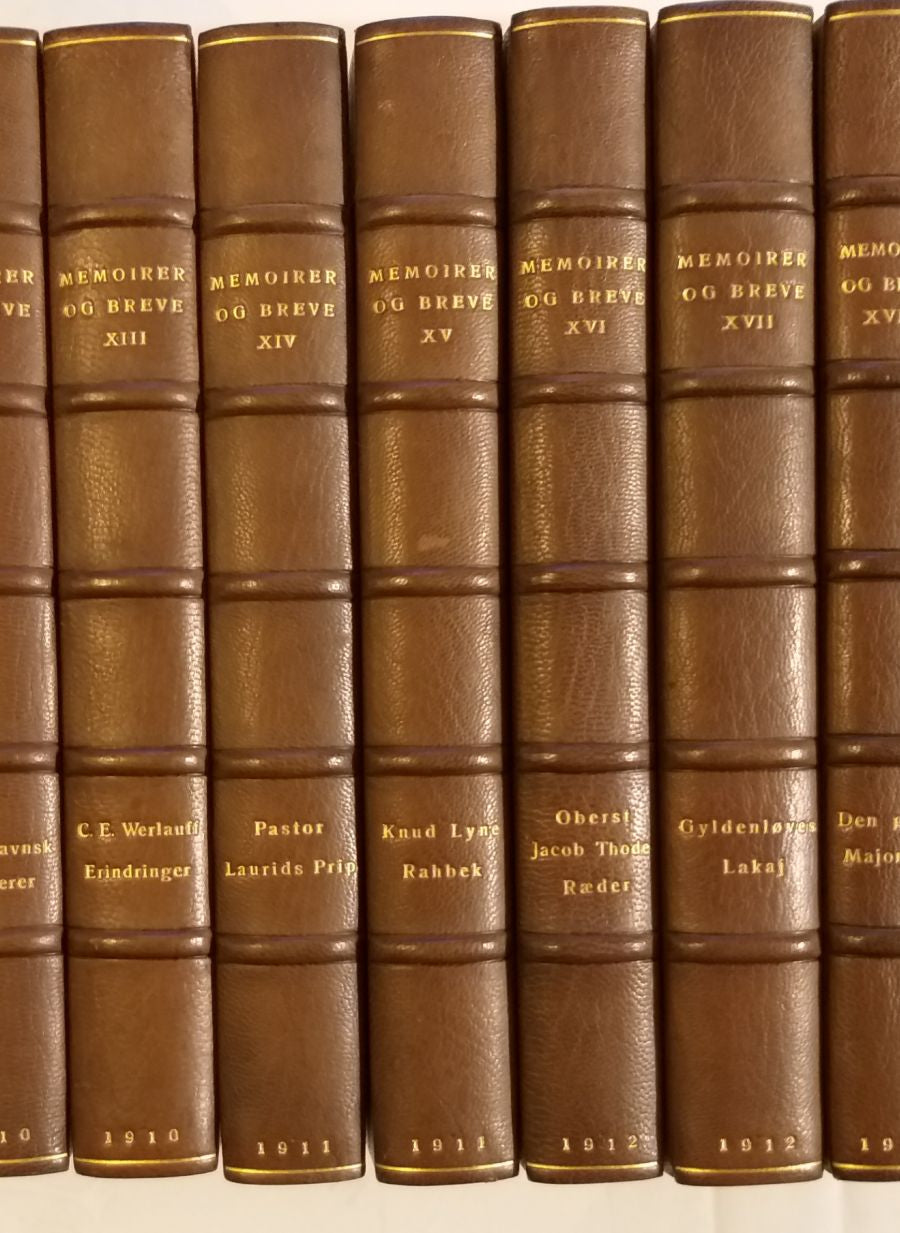 MEMOIRER
OG BREVE
XIII
C. E. Werlauff
Erindringer
1910
MEMOIRER
OG BREVE
XIV
Pastor
Laurids Prip
1911
MEMOIRER
OG BREVE
XV
Knud Lyne
Rahbek
1911
MEMOIRER
OG BREVE
XVI
Oberst
Jacob Thode
Ræder
1912
MEMOIRER
OG BREVE
XVII
Gyldenløves
Lakaj
1912
Den